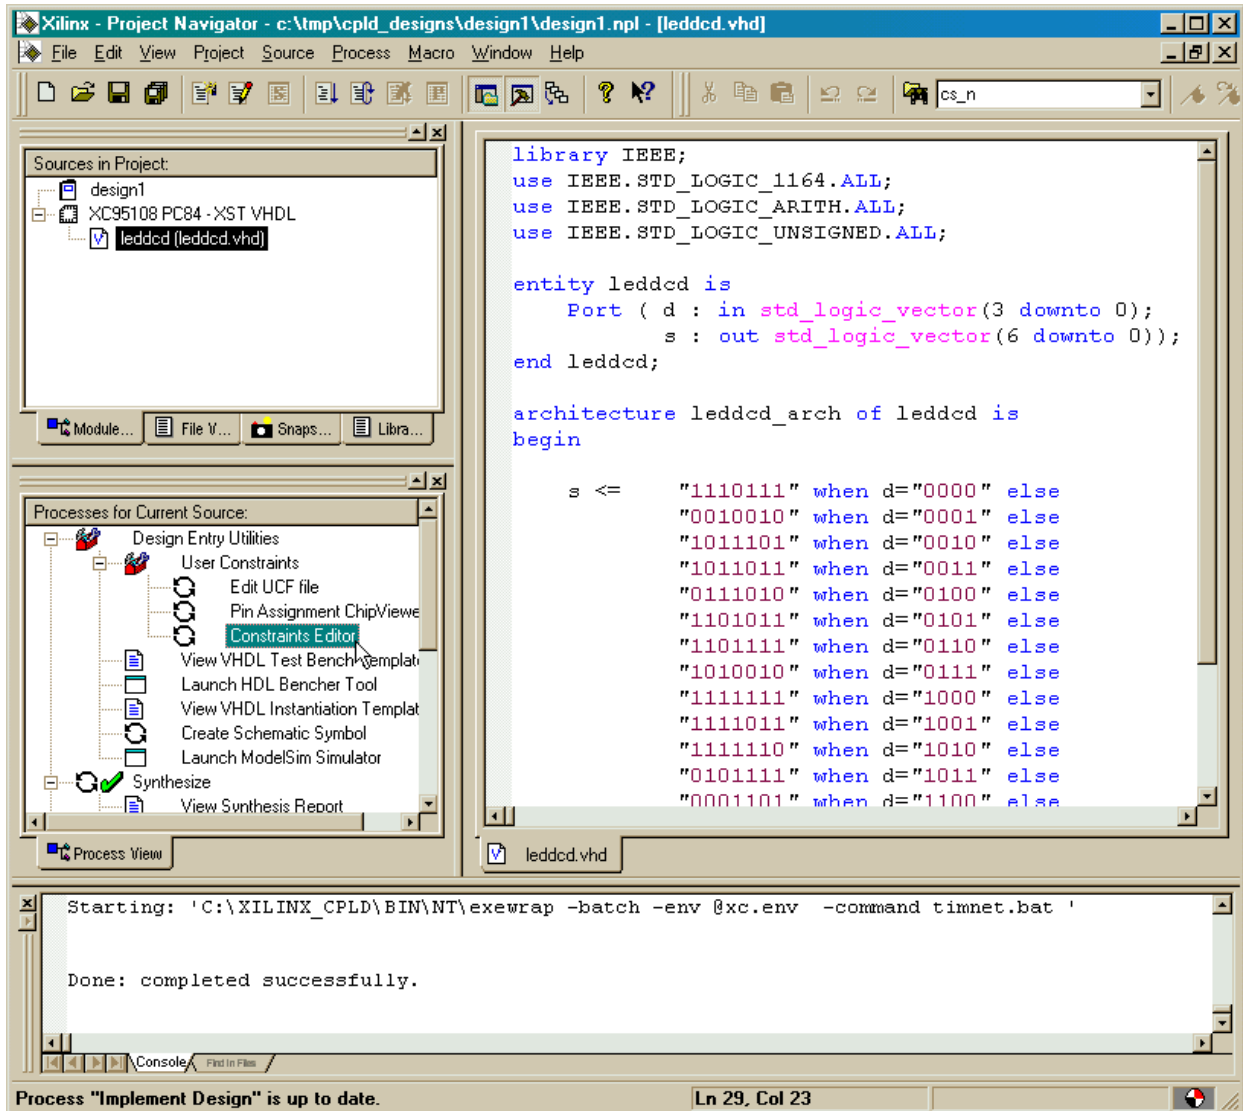 Xilinx - Project Navigator - c:\tmp\cpld_designs\design1\design1.npl - [leddcd.vhd]
File Edit View Project Source Process Macro Window Help
cs_n
Sources in Project:
design1
XC95108 PC84 - XST VHDL
leddcd (leddcd.vhd)
Module... File V... Snaps... Libra...
Processes for Current Source:
Design Entry Utilities
User Constraints
Edit UCF file
Pin Assignment ChipViewe
Constraints Editor
View VHDL Test Bench Templat
Launch HDL Bencher Tool
View VHDL Instantiation Templat
Create Schematic Symbol
Launch ModelSim Simulator
Synthesize
View Synthesis Report
Process View
library IEEE;
use IEEE.STD_LOGIC_1164.ALL;
use IEEE.STD_LOGIC_ARITH.ALL;
use IEEE.STD_LOGIC_UNSIGNED.ALL;
entity leddcd is
Port ( d : in std_logic_vector(3 downto 0);
s : out std_logic_vector(6 downto 0));
end leddcd;
architecture leddcd_arch of leddcd is
begin
s <= "1110111" when d="0000" else
"0010010" when d="0001" else
"1011101" when d="0010" else
"1011011" when d="0011" else
"0111010" when d="0100" else
"1101011" when d="0101" else
"1101111" when d="0110" else
"1010010" when d="0111" else
"1111111" when d="1000" else
"1111011" when d="1001" else
"1111110" when d="1010" else
"0101111" when d="1011" else
"0001101" when d="1100" else
leddcd.vhd
Starting: 'C:\XILINX_CPLD\BIN\NT\exewrap -batch -env @xc.env -command timnet.bat '
Done: completed successfully.
Console Find in Files
Process "Implement Design" is up to date. Ln 29, Col 23